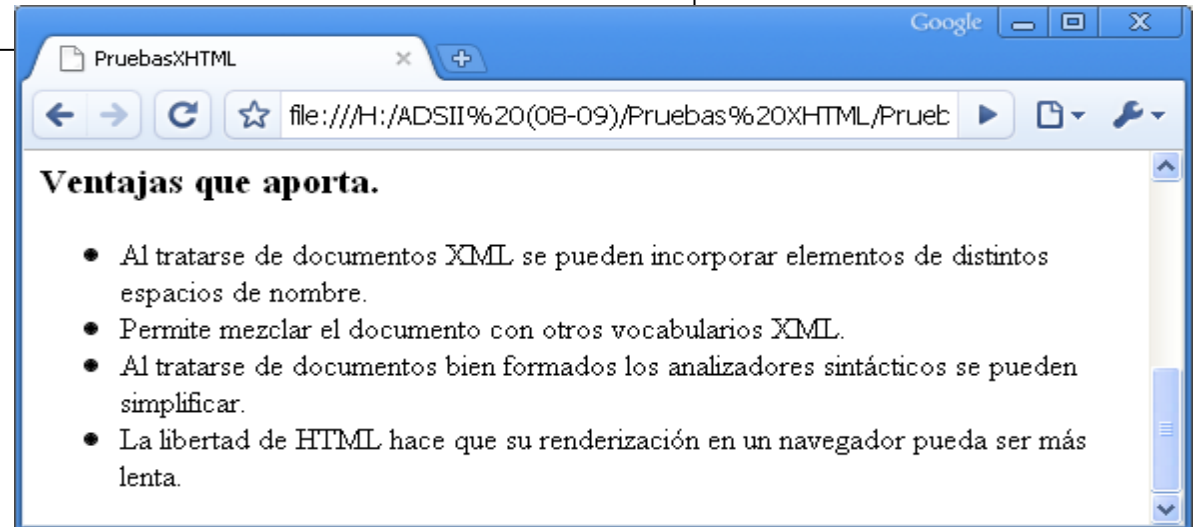 Google
PruebasXHTML
file:///H:/ADSII%20(08-09)/Pruebas%20XHTML/Prueb
Ventajas que aporta.
Al tratarse de documentos XML se pueden incorporar elementos de distintos
espacios de nombre.
Permite mezclar el documento con otros vocabularios XML.
Al tratarse de documentos bien formados los analizadores sintácticos se pueden
simplificar.
La libertad de HTML hace que su renderización en un navegador pueda ser más
lenta.